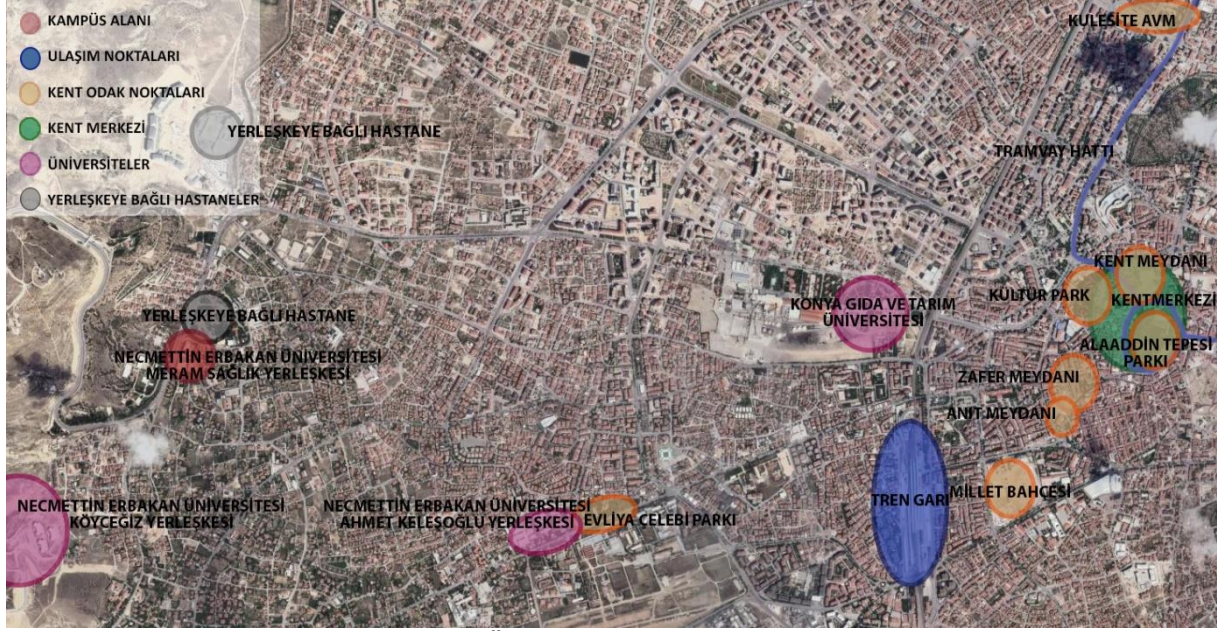 KAMPÜS ALANI
ULAŞIM NOKTALARI
KENT ODAK NOKTALARI
KENT MERKEZİ
ÜNİVERSİTELER
YERLEŞKEYE BAĞLI HASTANELER
KULESİTE AVM
YERLEŞKEYE BAĞLI HASTANE
TRAMVAY HATTI
KENT MEYDANI
KÜLTÜR PARK
KENTMERKEZİ
KONYA GIDA VE TARIM
ÜNİVERSİTESİ
YERLEŞKEYE BAĞLI HASTANE
NECMETTİN ERBAKAN ÜNİVERSİTESİ
MERAM SAĞLIK YERLEŞKESİ
ALAADDİN TEPESİ
PARKI
ZAFER MEYDANI
ANIT MEYDANI
TREN GARI
MİLLET BAHÇESİ
NECMETTİN ERBAKAN ÜNİVERSİTESİ
KÖYCEĞİZ YERLEŞKESİ
NECMETTİN ERBAKAN ÜNİVERSİTESİ
AHMET KELEŞOĞLU YERLEŞKESİ
EVLİYA ÇELEBİ PARKI